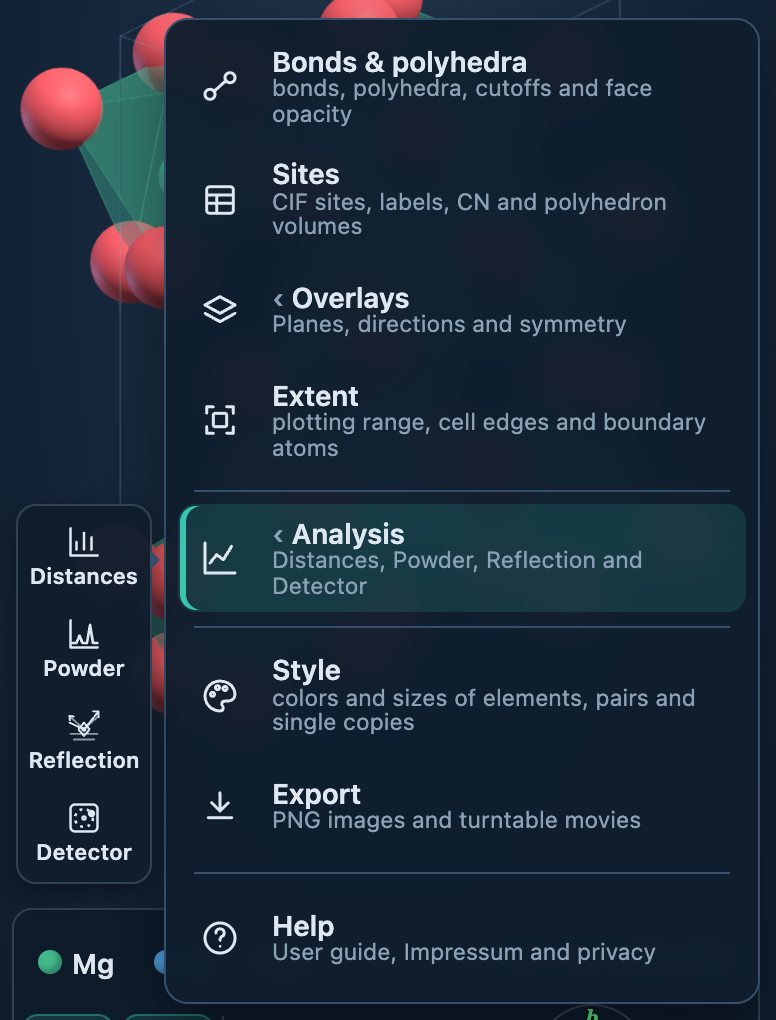 Bonds & polyhedra
bonds, polyhedra, cutoffs and face
opacity
Sites
CIF sites, labels, CN and polyhedron
volumes
‹ Overlays
Planes, directions and symmetry
Extent
plotting range, cell edges and boundary
atoms
‹ Analysis
Distances, Powder, Reflection and
Detector
Style
colors and sizes of elements, pairs and
single copies
Export
PNG images and turntable movies
Help
User guide, Impressum and privacy
Distances
Powder
Reflection
Detector
Mg
b